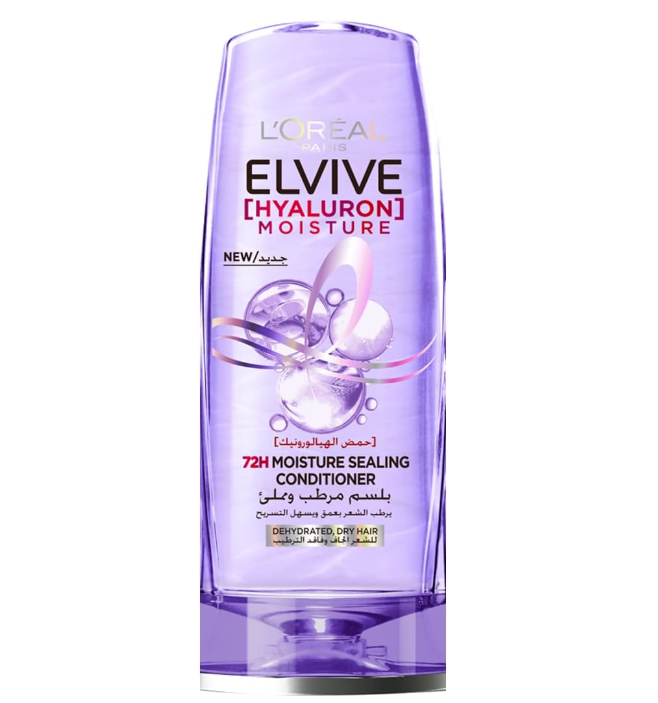 L'ORÉAL
PARIS
ELVIVE
[HYALURON]
MOISTURE
NEW/جديد
[حمض الهيالورونيك]
72H MOISTURE SEALING
CONDITIONER
بلسم مرطب ومملئ
يرطب الشعر بعمق ويسهل التسريح
DEHYDRATED, DRY HAIR
للشعر الجاف وفاقد الترطيب